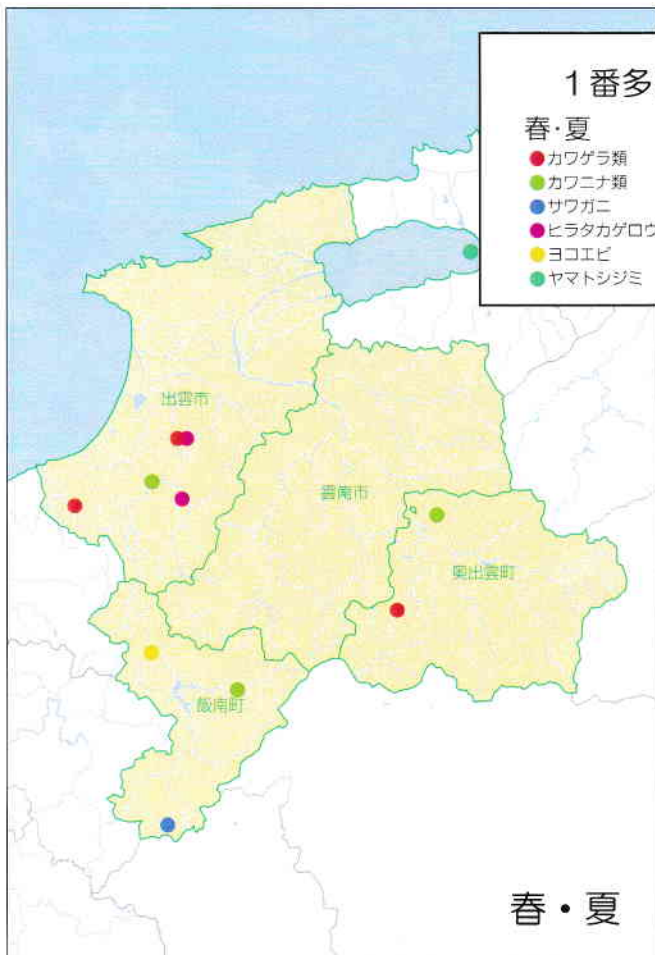 1番多
春・夏
カワゲラ類
カワニナ類
サワガニ
ヒラタカゲロウ
ヨコエビ
ヤマトシジミ
出雲市
雲南市
奥出雲町
飯南町
春・夏